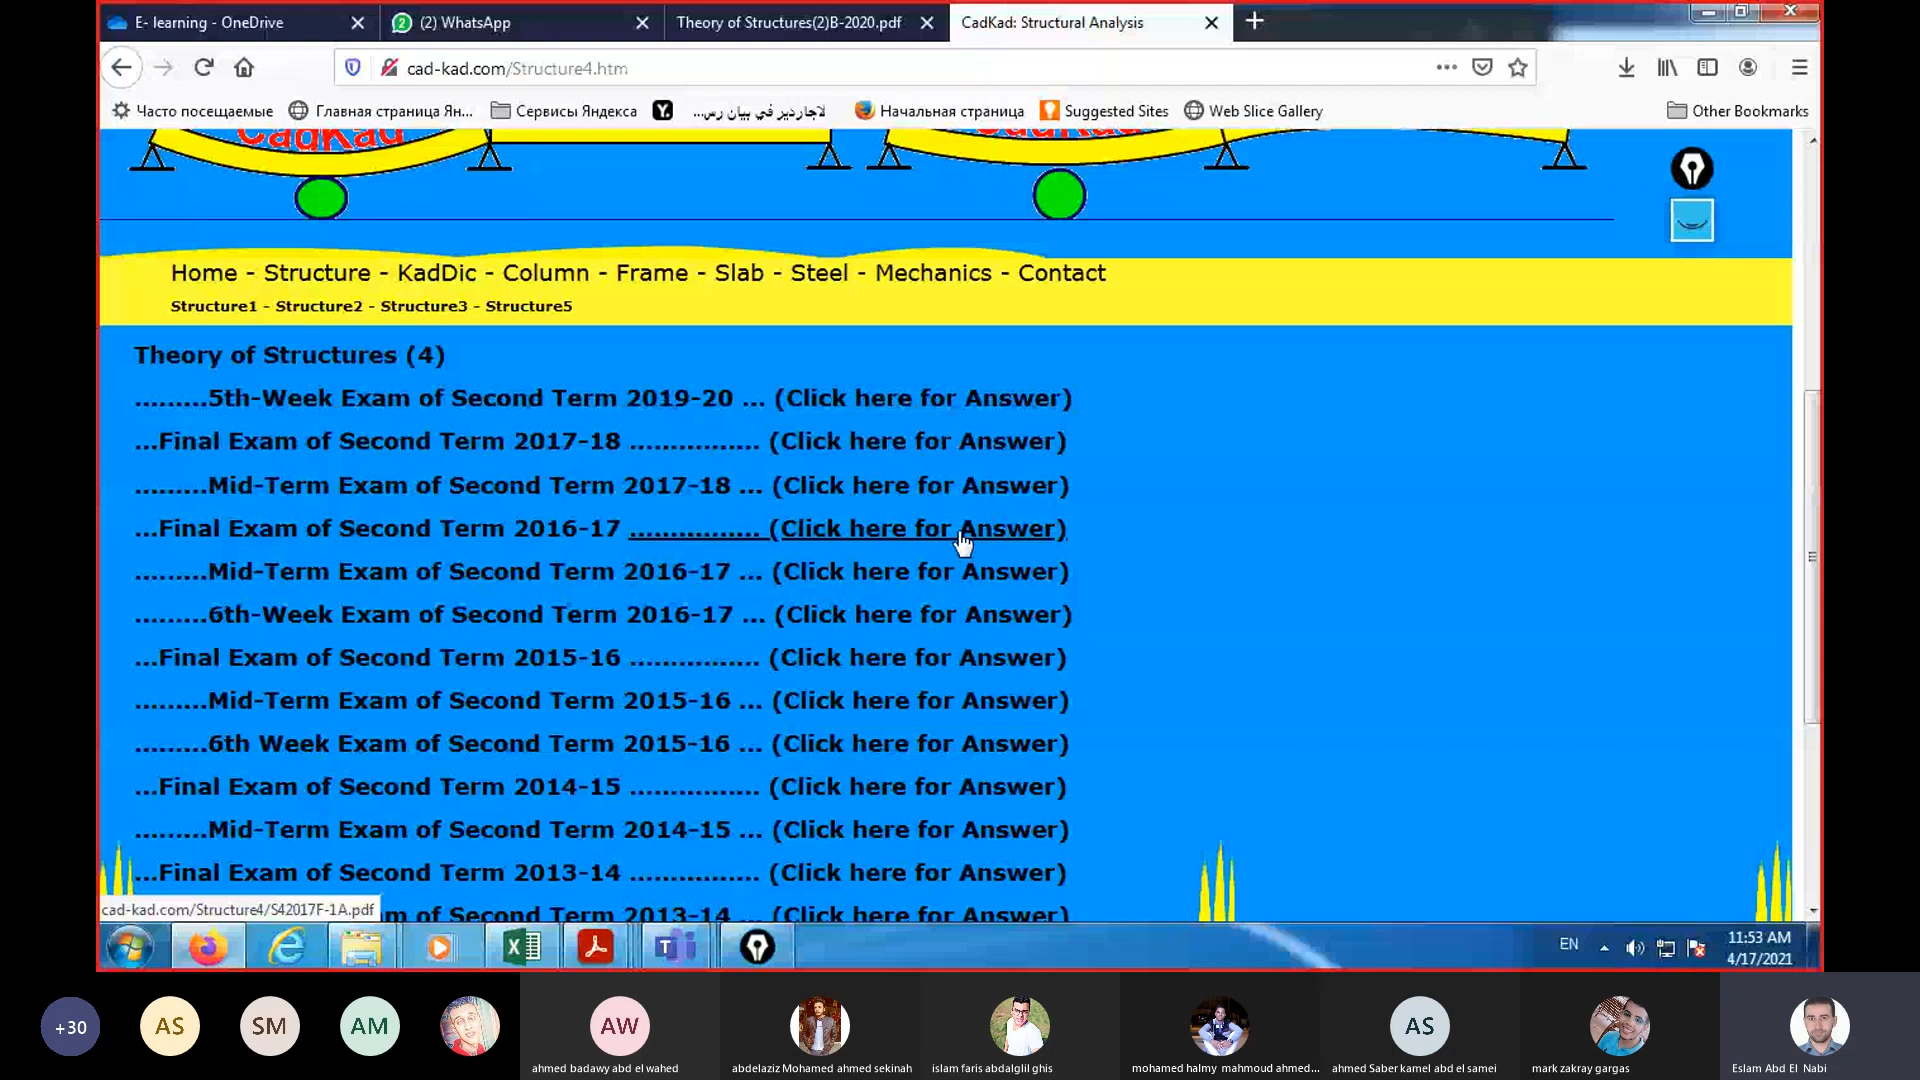 E- learning - OneDrive
(2) WhatsApp
Theory of Structures(2)B-2020.pdf
CadKad: Structural Analysis
cad-kad.com/Structure4.htm
Часто посещаемые
Главная страница Ян...
Сервисы Яндекса
لاجاردير في بيان رس...
Начальная страница
Suggested Sites
Web Slice Gallery
Other Bookmarks
CadKad
CadKad
Home - Structure - KadDic - Column - Frame - Slab - Steel - Mechanics - Contact
Structure1 - Structure2 - Structure3 - Structure5
Theory of Structures (4)
.........5th-Week Exam of Second Term 2019-20 ... (Click here for Answer)
...Final Exam of Second Term 2017-18 ................ (Click here for Answer)
.........Mid-Term Exam of Second Term 2017-18 ... (Click here for Answer)
...Final Exam of Second Term 2016-17 ................ (Click here for Answer)
.........Mid-Term Exam of Second Term 2016-17 ... (Click here for Answer)
.........6th-Week Exam of Second Term 2016-17 ... (Click here for Answer)
...Final Exam of Second Term 2015-16 ................ (Click here for Answer)
.........Mid-Term Exam of Second Term 2015-16 ... (Click here for Answer)
.........6th Week Exam of Second Term 2015-16 ... (Click here for Answer)
...Final Exam of Second Term 2014-15 ................ (Click here for Answer)
.........Mid-Term Exam of Second Term 2014-15 ... (Click here for Answer)
...Final Exam of Second Term 2013-14 ................ (Click here for Answer)
cad-kad.com/Structure4/S42017F-1A.pdf
m of Second Term 2013-14 ... (Click here for Answer)
EN
11:53 AM
4/17/2021
+30
AS
SM
AM
AW
AS
ahmed badawy abd el wahed
abdelaziz Mohamed ahmed sekinah
islam faris abdalglil ghis
mohamed halmy mahmoud ahmed...
ahmed Saber kamel abd el samei
mark zakray gargas
Eslam Abd El Nabi